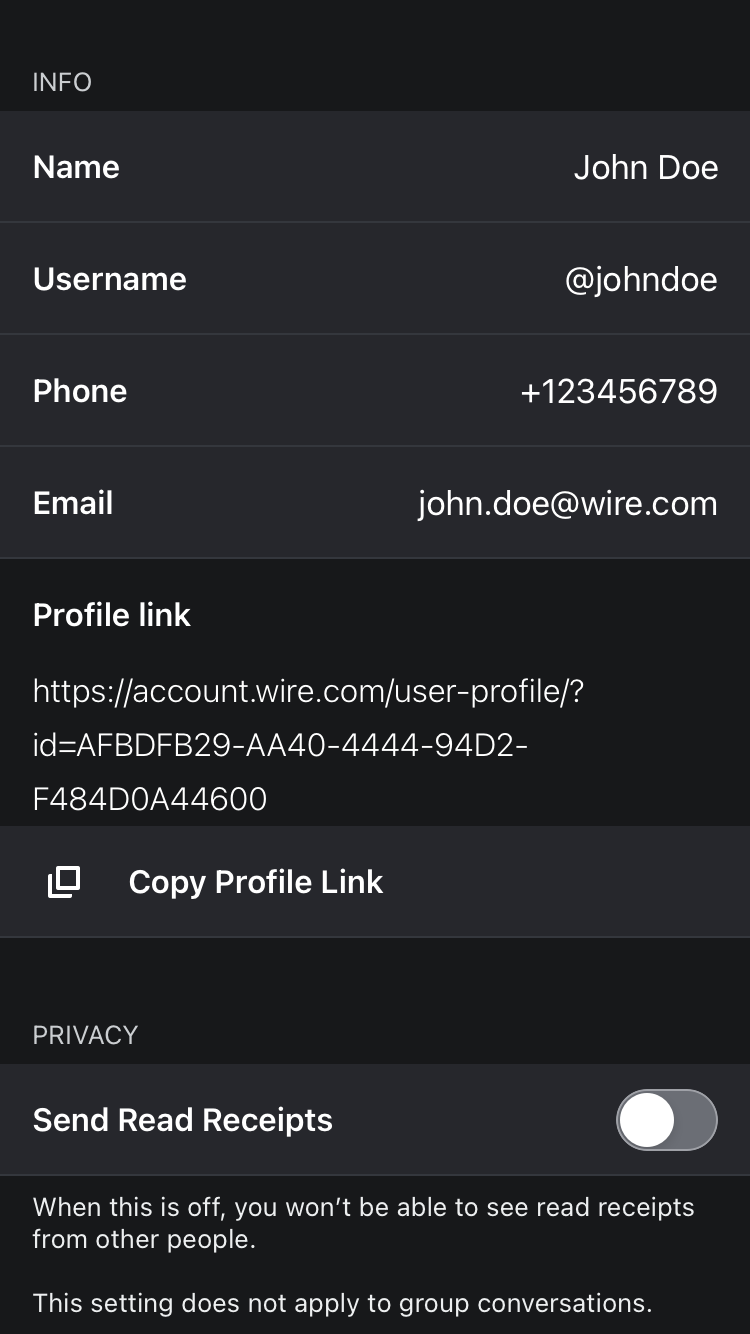 INFO
Name John Doe
Username @johndoe
Phone +123456789
Email john.doe@wire.com
Profile link
https://account.wire.com/user-profile/?
id=AFBDFB29-AA40-4444-94D2-
F484D0A44600
Copy Profile Link
PRIVACY
Send Read Receipts
When this is off, you won’t be able to see read receipts
from other people.
This setting does not apply to group conversations.